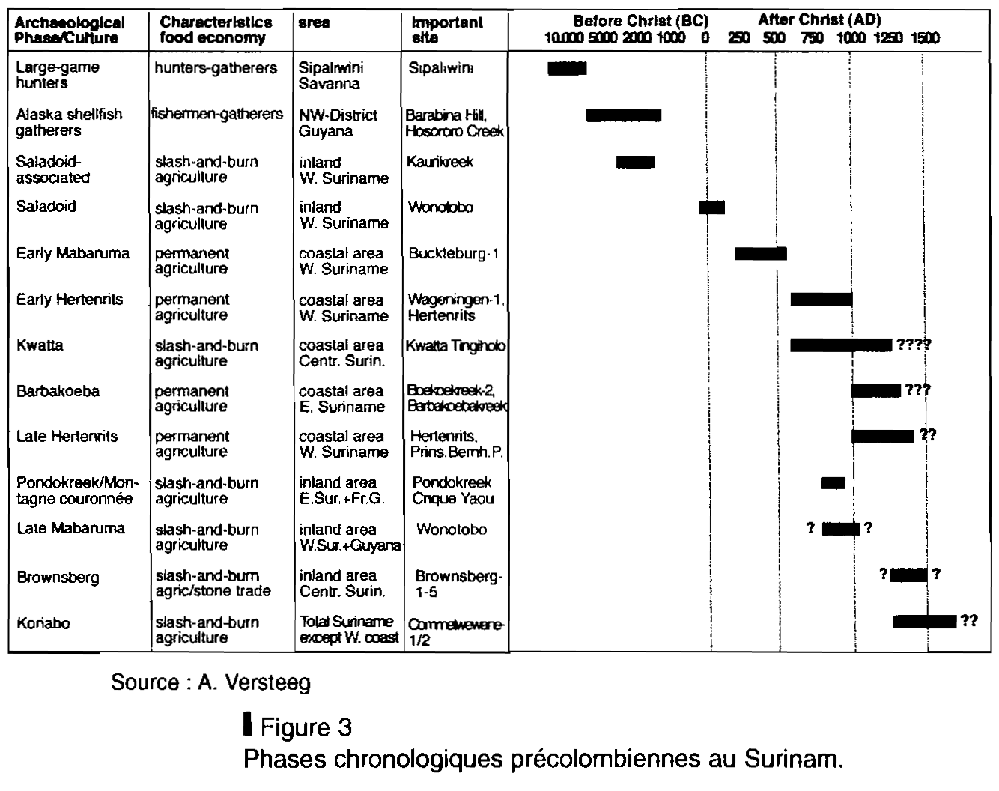 Archaeological Phase/Culture
Characteristics food economy
area
Important site
Before Christ (BC)
After Christ (AD)
10.000 5000 2000 1000 0 250 500 750 1000 1250 1500
Large-game hunters
hunters-gatherers
Sipaliwini Savanna
Sipaliwini
Alaska shellfish gatherers
fishermen-gatherers
NW-District Guyana
Barabina Hill, Hosororo Creek
Saladoid-associated
slash-and-burn agriculture
inland W. Suriname
Kaurikreek
Saladoid
slash-and-burn agriculture
inland W. Suriname
Wonotobo
Early Mabaruma
permanent agriculture
coastal area W. Suriname
Buckleburg-1
Early Hertenrits
permanent agriculture
coastal area W. Suriname
Wageningen-1, Hertenrits
Kwatta
slash-and-burn agriculture
coastal area Centr. Surin.
Kwatta Tingiholo
????
Barbakoeba
permanent agriculture
coastal area E. Suriname
Boekoekreek-2, Barbakoebakreek
???
Late Hertenrits
permanent agriculture
coastal area W. Suriname
Hertenrits, Prins.Bernh.P.
??
Pondokreek/Mon-tagne couronnée
slash-and-burn agriculture
inland area E.Sur.+Fr.G.
Pondokreek Crique Yaou
Late Mabaruma
slash-and-burn agriculture
inland area W.Sur.+Guyana
Wonotobo
? ?
Brownsberg
slash-and-burn agric/stone trade
inland area Centr. Surin.
Brownsberg-1-5
? ?
Koriabo
slash-and-burn agriculture
Total Suriname except W. coast
Commewewane-1/2
??
Source : A. Versteeg
Figure 3
Phases chronologiques précolombiennes au Surinam.